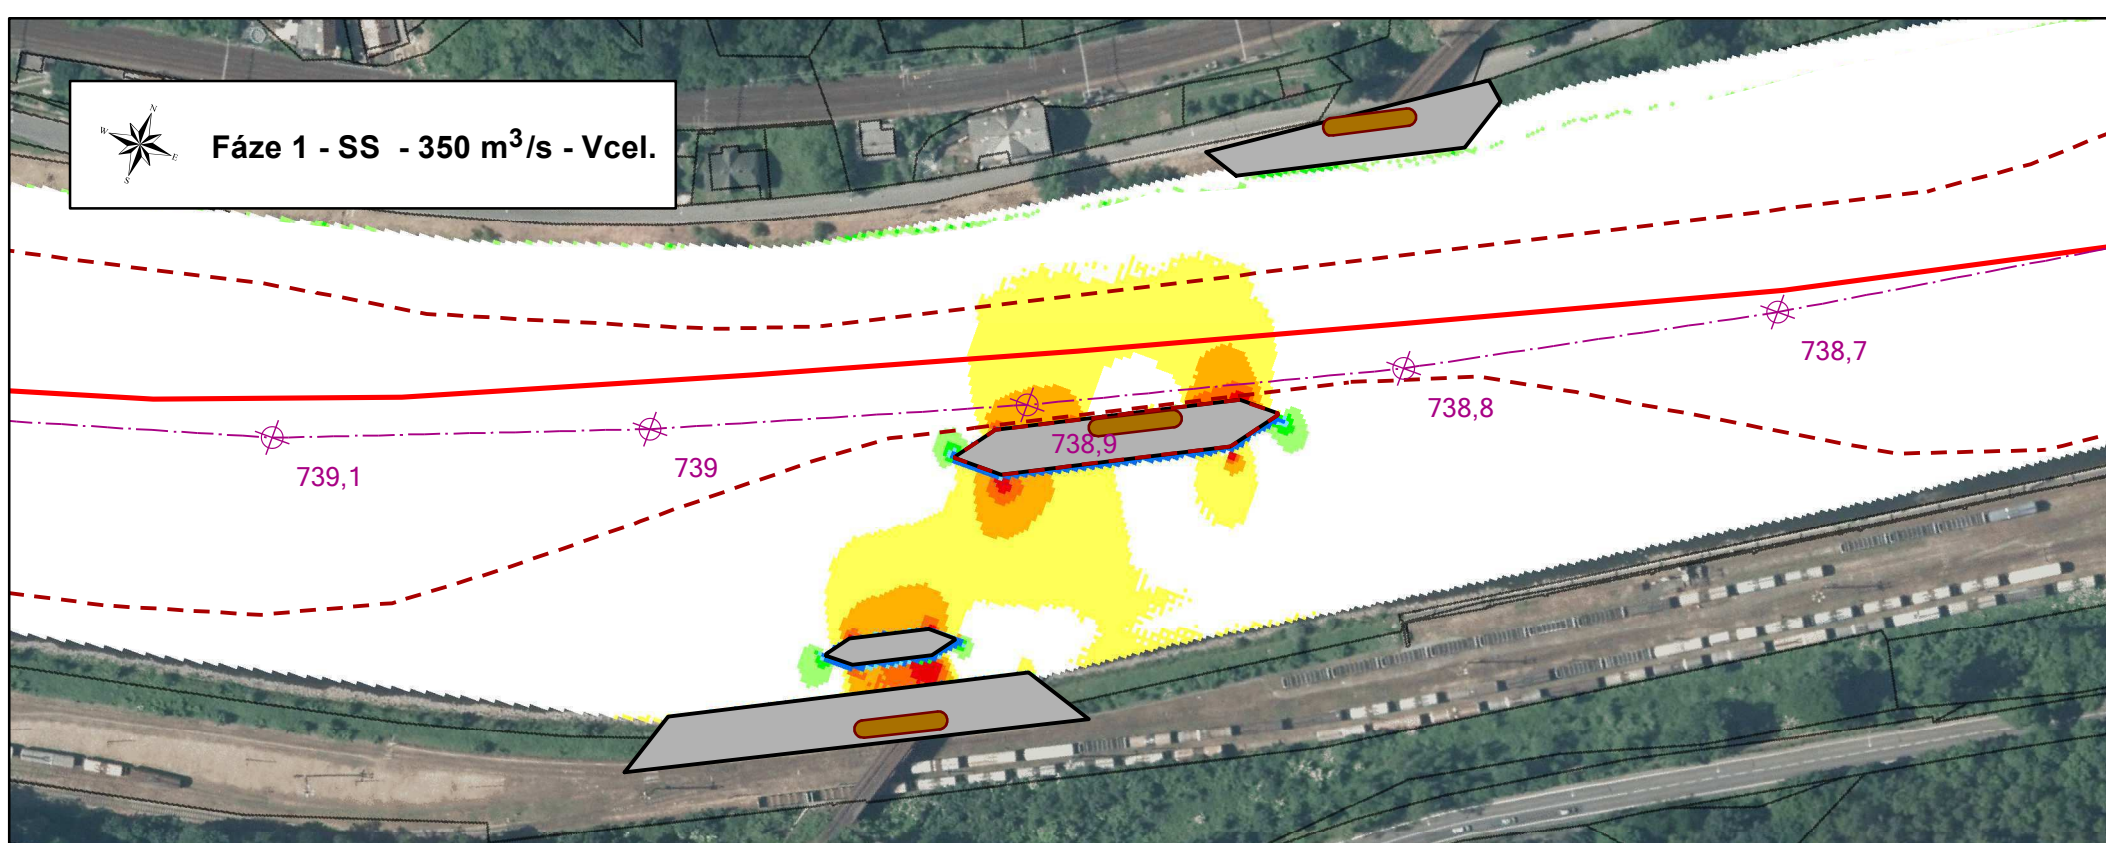 N
W
E
S
Fáze 1 - SS - 350 m³/s - Vcel.
738,7
738,8
738,9
739
739,1